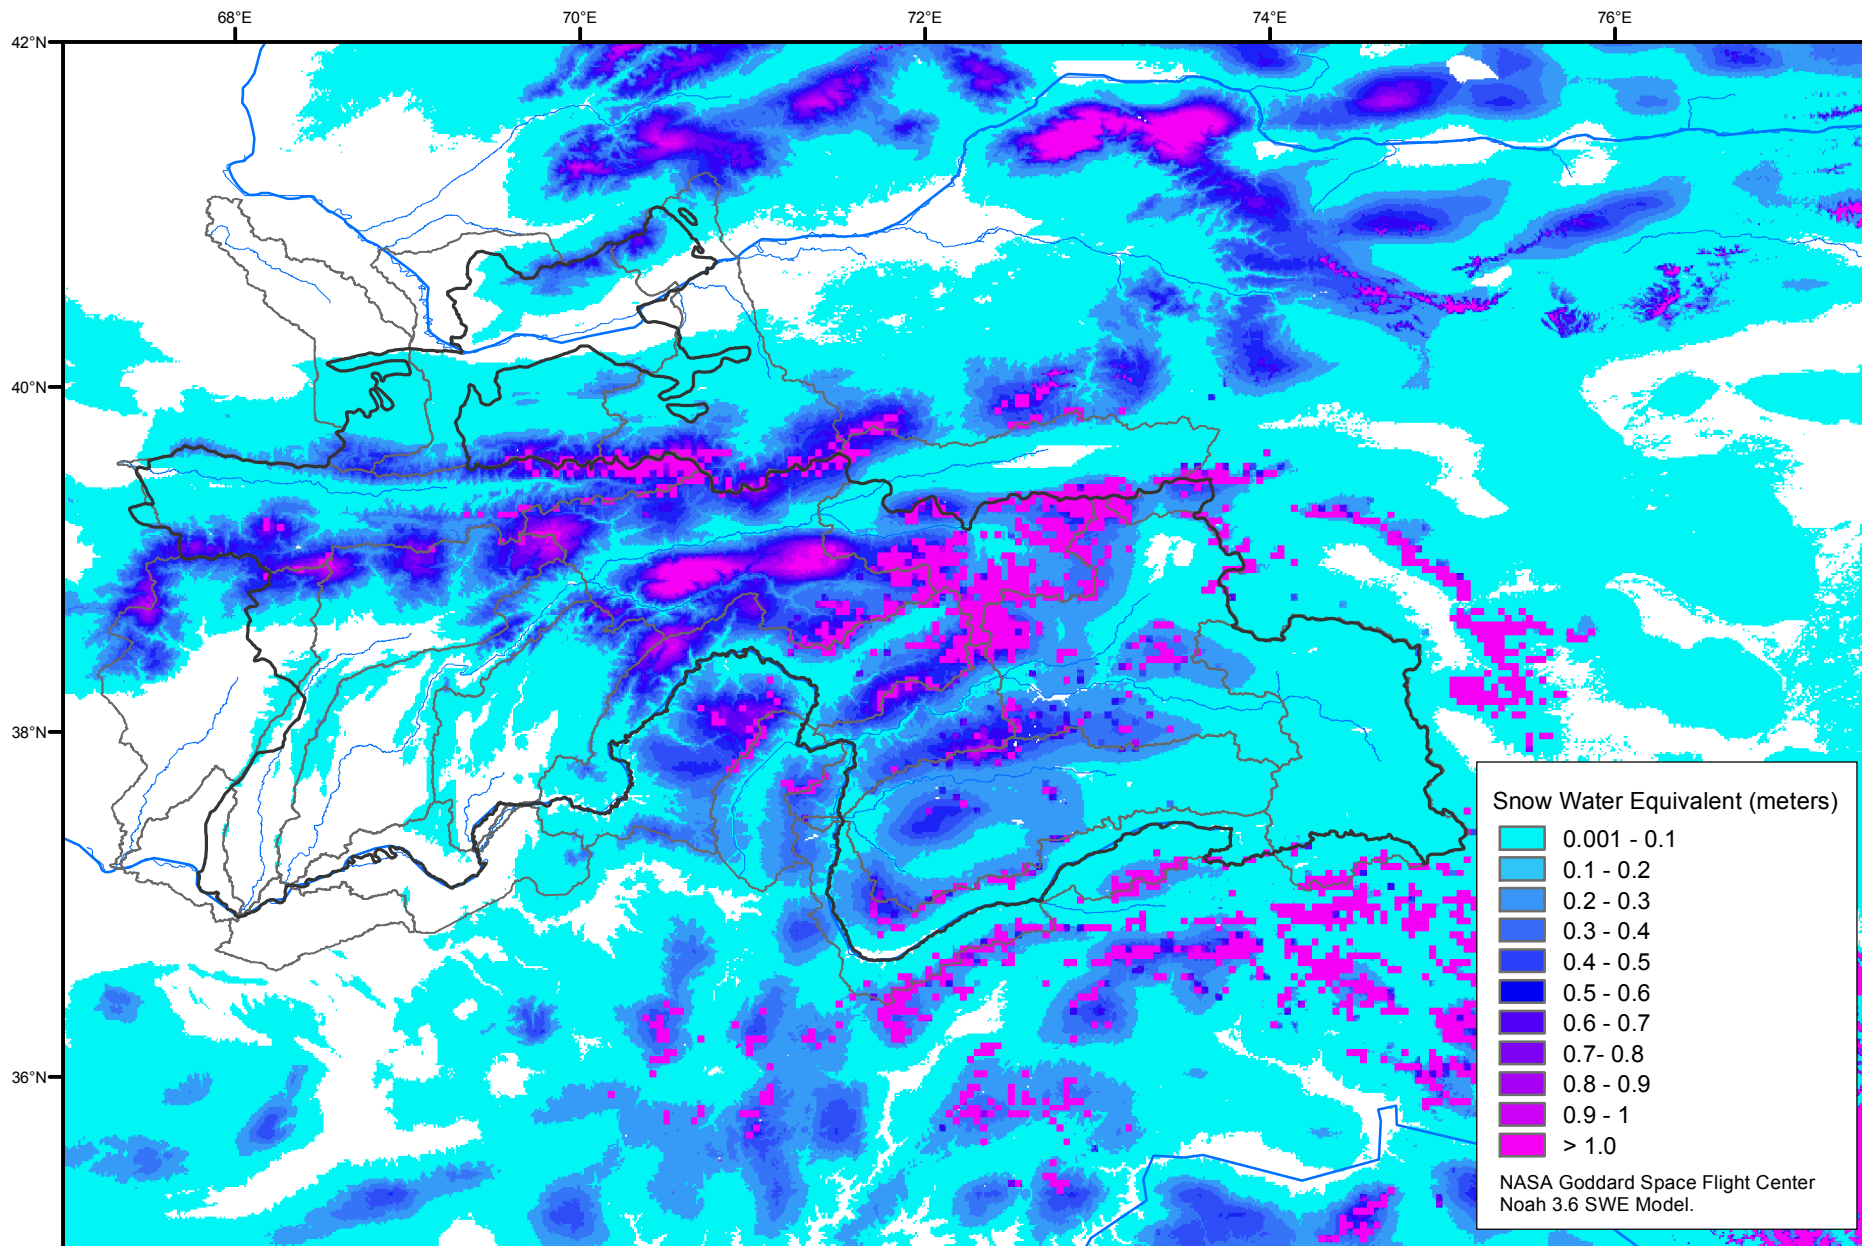 68°E 70°E 72°E 74°E 76°E
42°N
40°N
38°N
36°N
Snow Water Equivalent (meters)
0.001 - 0.1
0.1 - 0.2
0.2 - 0.3
0.3 - 0.4
0.4 - 0.5
0.5 - 0.6
0.6 - 0.7
0.7- 0.8
0.8 - 0.9
0.9 - 1
> 1.0
NASA Goddard Space Flight Center
Noah 3.6 SWE Model.